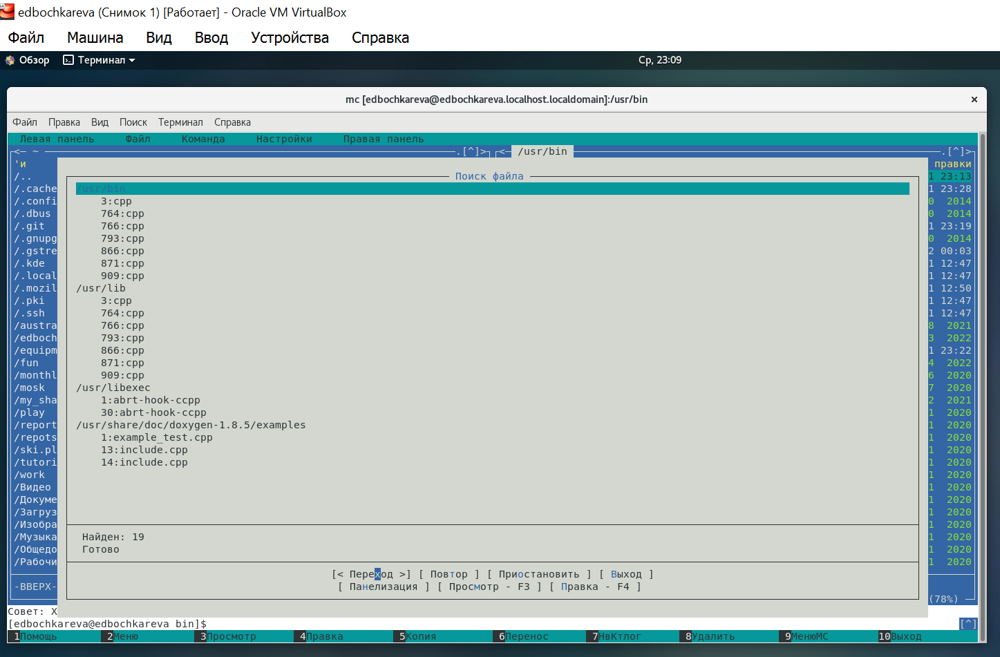 edbochkareva (Снимок 1) [Работает] - Oracle VM VirtualBox
Файл Машина Вид Ввод Устройства Справка
Обзор Терминал Ср, 23:09
mc [edbochkareva@edbochkareva.localhost.localdomain]:/usr/bin
Файл Правка Вид Поиск Терминал Справка
Левая панель Файл Команда Настройки Правая панель
<─ ~ .[^]> <─ /usr/bin .[^]>
'и правки
/.. Поиск файла 1 23:13
/.cache /usr/bin 1 23:28
/.confi 3:cpp 0 2014
/.dbus 764:cpp 0 2014
/.git 766:cpp 1 23:19
/.gnupg 793:cpp 0 2014
/.gstre 866:cpp 2 00:03
/.kde 871:cpp 1 12:47
/.local 909:cpp 1 12:47
/.mozil /usr/lib 1 12:50
/.pki 3:cpp 1 12:47
/.ssh 764:cpp 1 12:47
/austra 766:cpp 8 2021
/edboch 793:cpp 3 2022
/equipm 866:cpp 1 23:22
/fun 871:cpp 4 2022
/monthl 909:cpp 6 2020
/mosk /usr/libexec 7 2020
/my_sha 1:abrt-hook-ccpp 2 2021
/play 30:abrt-hook-ccpp 1 2020
/report /usr/share/doc/doxygen-1.8.5/examples 1 2020
/repots 1:example_test.cpp 1 2020
/ski.pl 13:include.cpp 1 2020
/tutori 14:include.cpp 1 2020
/work 1 2020
/Видео 1 2020
/Докуме 1 2020
/Загруз 1 2020
/Изобра 1 2020
/Музыка Найден: 19 1 2020
/Общедо Готово 1 2020
/Рабочи 1 2020
[< Переход >] [ Повтор ] [ Приостановить ] [ Выход ]
-ВВЕРХ- [ Панелизация ] [ Просмотр - F3 ] [ Правка - F4 ]
(78%)
Совет: Х
[edbochkareva@edbochkareva bin]$ [^]
1Помощь 2Меню 3Просмотр 4Правка 5Копия 6Перенос 7НвКтлог 8Удалить 9МенюMC 10Выход